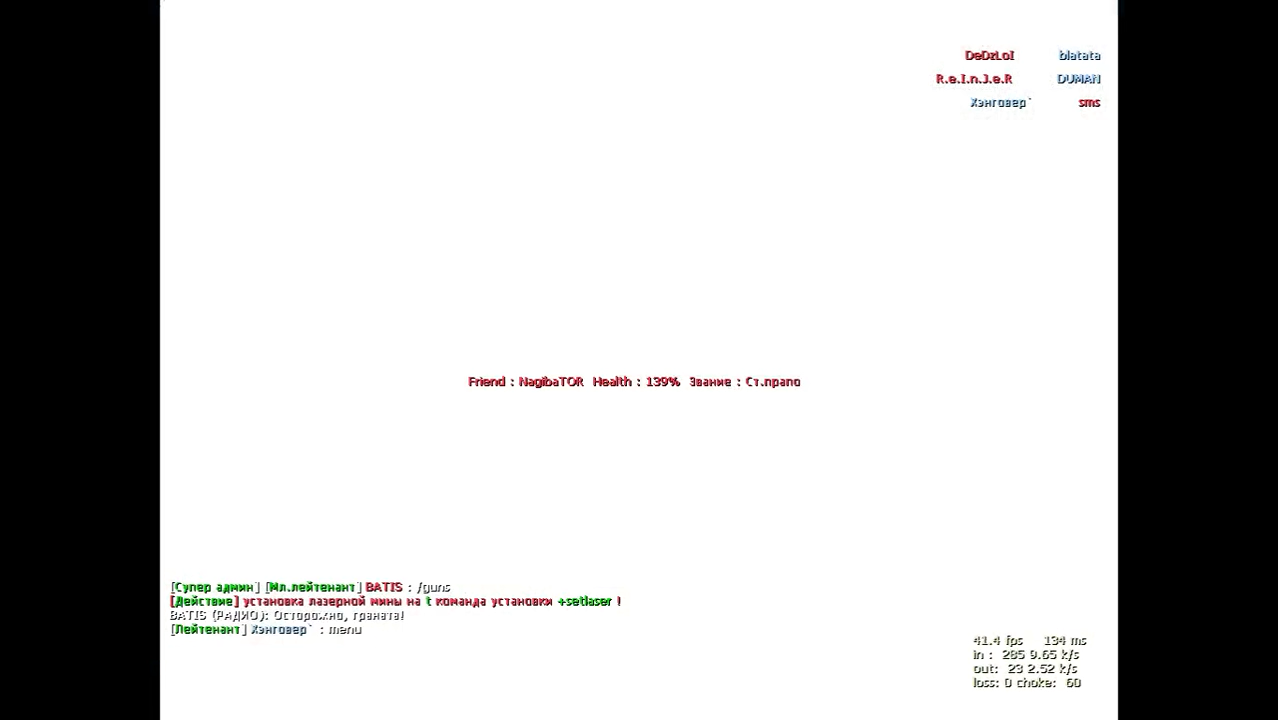 DeDzLoI blatata
R.e.I.n.J.e.R DUMAN
Хэнговер` sms
Friend : NagibaTOR Health : 139% Звание : Ст.прапо
[Супер админ] [Мл.лейтенант] BATIS : /guns
[Действие] установка лазерной мины на t команда установки +setlaser !
BATIS (РАДИО): Осторожно, граната!
[Лейтенант] Хэнговер` : menu
41.4 fps 134 ms
in : 285 9.65 k/s
out: 23 2.52 k/s
loss: 0 choke: 60